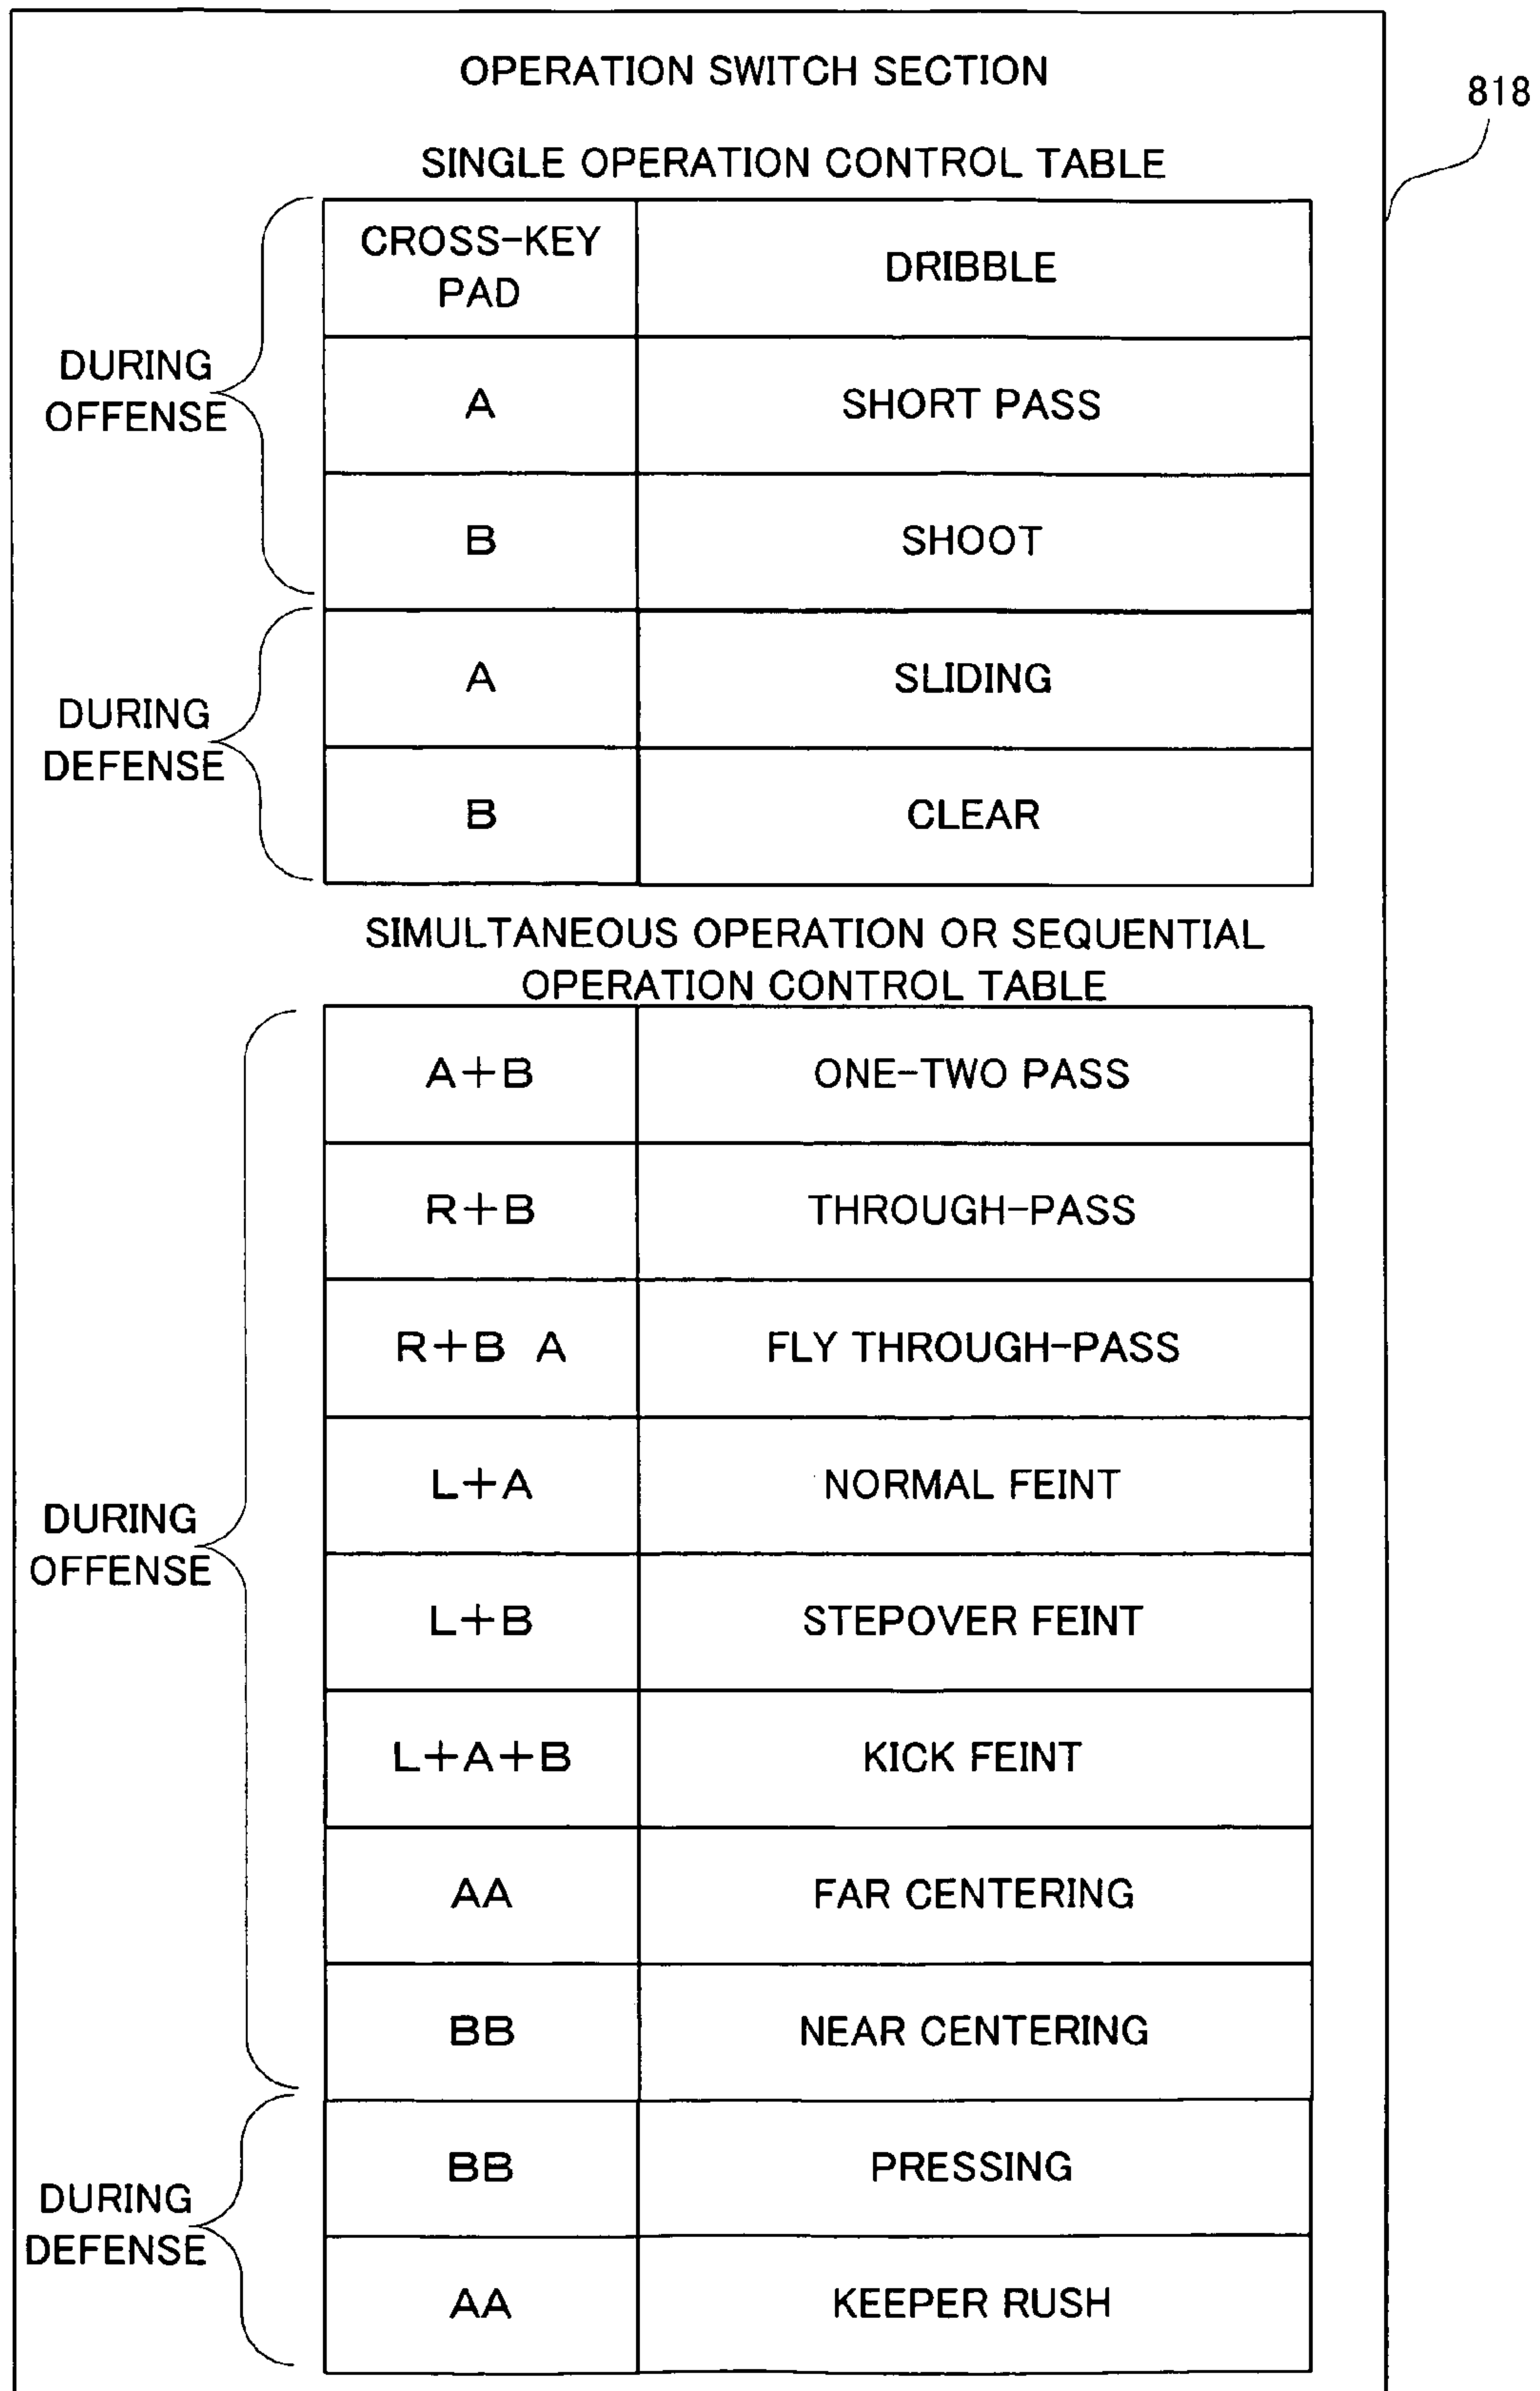 OPERATION SWITCH SECTION
818
SINGLE OPERATION CONTROL TABLE
DURING
OFFENSE
CROSS-KEY
PAD
DRIBBLE
A
SHORT PASS
B
SHOOT
DURING
DEFENSE
A
SLIDING
B
CLEAR
SIMULTANEOUS OPERATION OR SEQUENTIAL
OPERATION CONTROL TABLE
DURING
OFFENSE
A+B
ONE-TWO PASS
R+B
THROUGH-PASS
R+B A
FLY THROUGH-PASS
L+A
NORMAL FEINT
L+B
STEPOVER FEINT
L+A+B
KICK FEINT
AA
FAR CENTERING
BB
NEAR CENTERING
DURING
DEFENSE
BB
PRESSING
AA
KEEPER RUSH